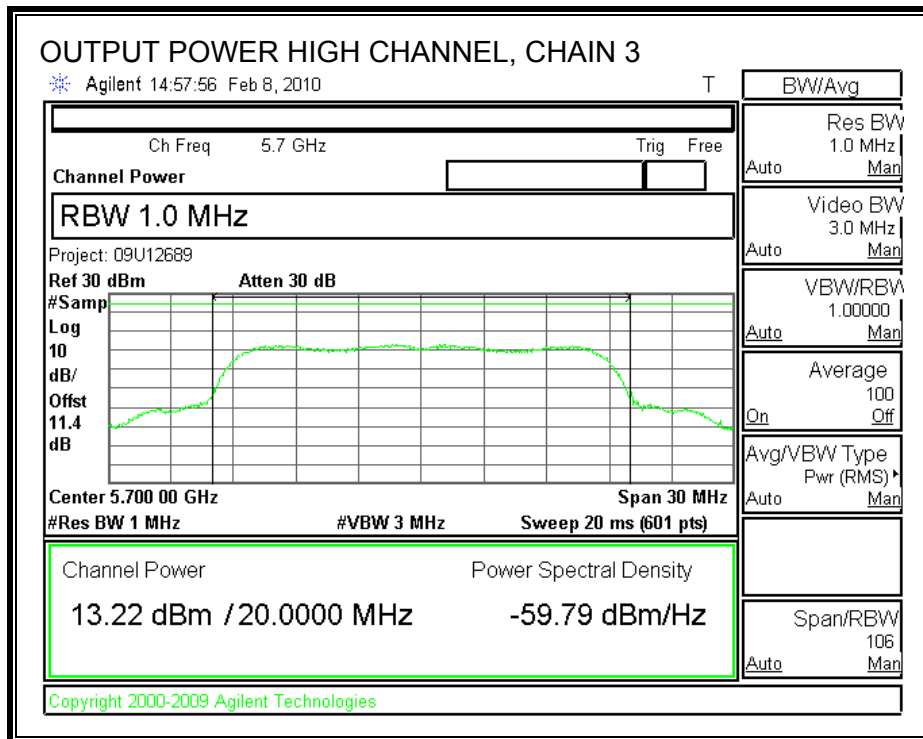 OUTPUT POWER HIGH CHANNEL, CHAIN 3
Agilent 14:57:56 Feb 8, 2010 T
Ch Freq 5.7 GHz Trig Free
Channel Power
RBW 1.0 MHz
Project: 09U12689
Ref 30 dBm Atten 30 dB
#Samp
Log
10
dB/
Offst
11.4
dB
Center 5.700 00 GHz Span 30 MHz
#Res BW 1 MHz #VBW 3 MHz Sweep 20 ms (601 pts)
Channel Power Power Spectral Density
13.22 dBm / 20.0000 MHz -59.79 dBm/Hz
Copyright 2000-2009 Agilent Technologies
BW/Avg
Res BW
1.0 MHz
Auto Man
Video BW
3.0 MHz
Auto Man
VBW/RBW
1.00000
Auto Man
Average
100
On Off
Avg/VBW Type
Pwr (RMS)
Auto Man
Span/RBW
106
Auto Man